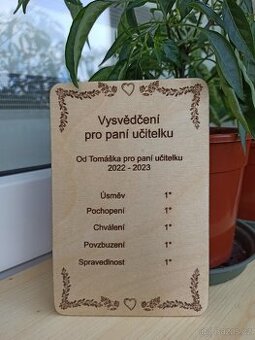 Vysvědčení
pro paní učitelku
Od Tomáška pro paní učitelku
2022 - 2023
Úsměv 1*
Pochopení 1*
Chválení 1*
Povzbuzení 1*
Spravedlnost 1*